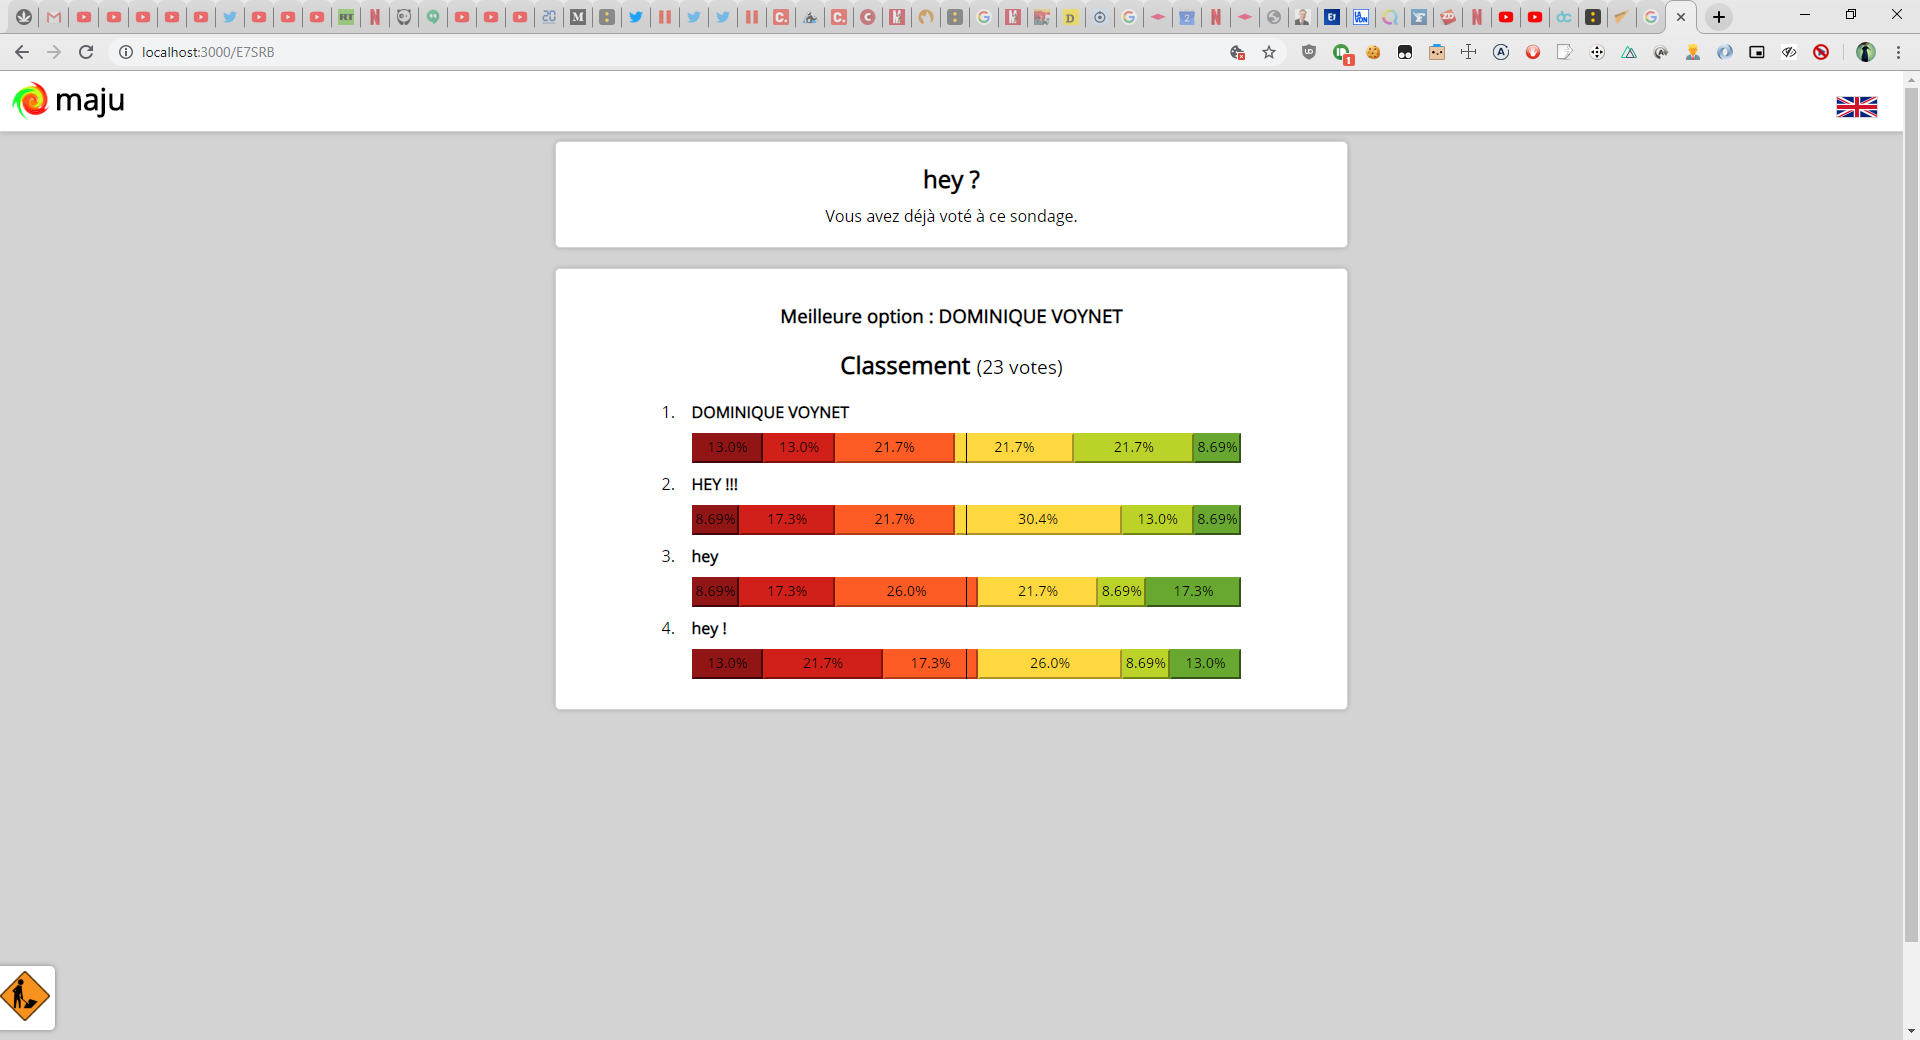 localhost:3000/E7SRB
1
maju
hey ?
Vous avez déjà voté à ce sondage.
Meilleure option : DOMINIQUE VOYNET
Classement (23 votes)
1. DOMINIQUE VOYNET
13.0% 13.0% 21.7% 21.7% 21.7% 8.69%
2. HEY !!!
8.69% 17.3% 21.7% 30.4% 13.0% 8.69%
3. hey
8.69% 17.3% 26.0% 21.7% 8.69% 17.3%
4. hey !
13.0% 21.7% 17.3% 26.0% 8.69% 13.0%